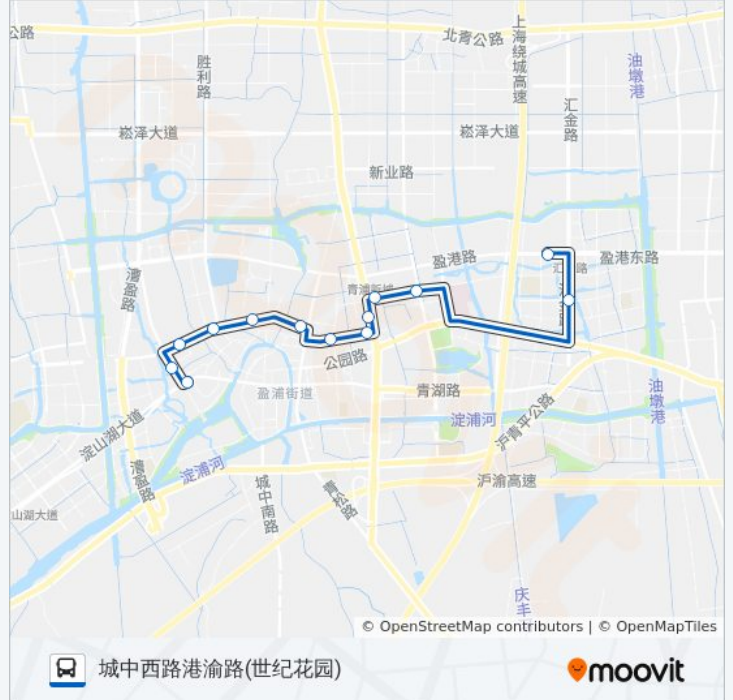 公路
北青公路
上海绕城高速
胜利路
油墩港
汇金路
崧泽大道
崧泽大道
新业路
盈港路
盈港东路
漕盈路
青浦新城
路
公园路
盈浦街道
青湖路
淀浦河
沪青平公路
油墩港
淀山湖大道
漕盈路
淀浦河
城中南路
青松路
沪渝高速
山湖大道
庆丰
© OpenStreetMap contributors | © OpenMapTiles
城中西路港渝路(世纪花园)
moovit